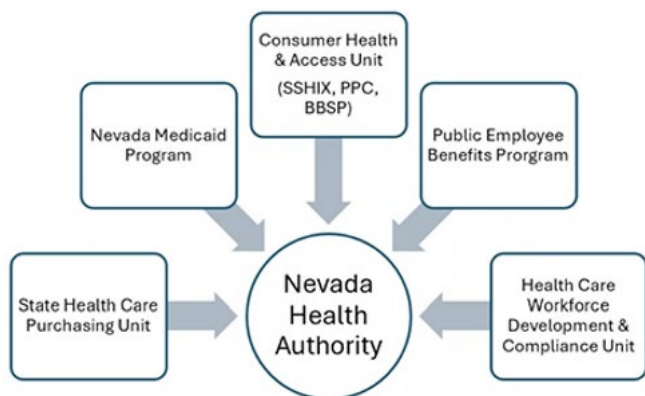 Consumer Health
& Access Unit
(SSHIX, PPC,
BBSP)
Nevada Medicaid
Program
Public Employee
Benefits Prorgram
State Health Care
Purchasing Unit
Nevada
Health
Authority
Health Care
Workforce
Development &
Compliance Unit